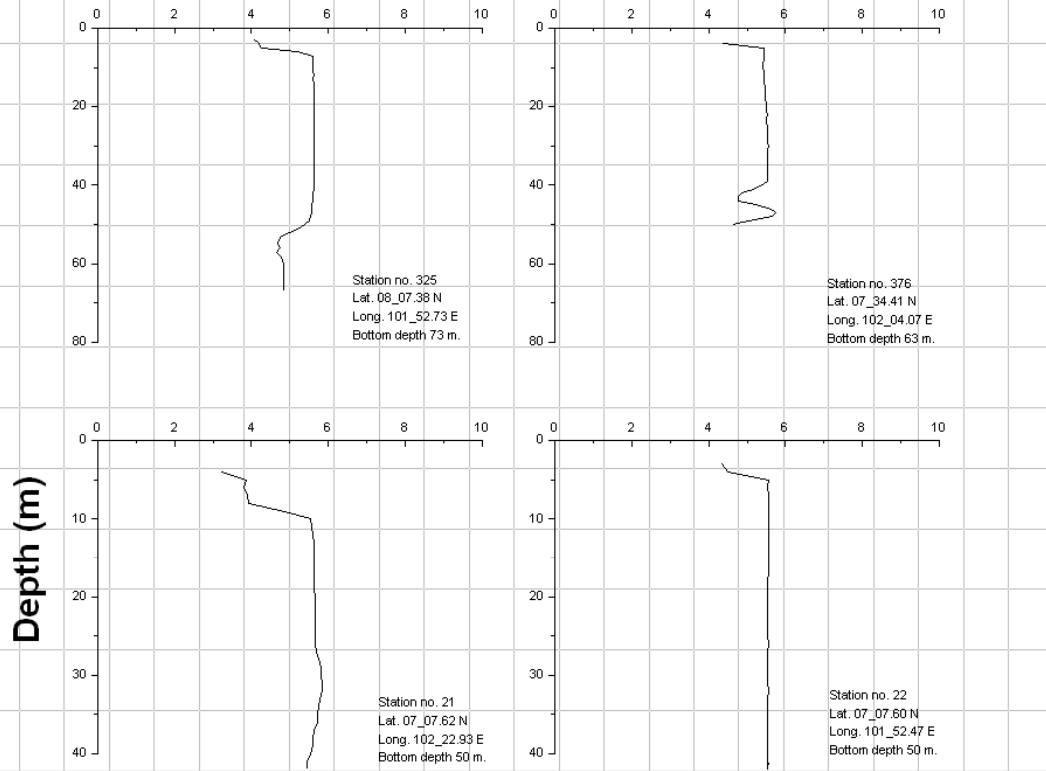 0 2 4 6 8 10
0
20
40
60
80
Station no. 325
Lat. 08_07.38 N
Long. 101_52.73 E
Bottom depth 73 m.
0 2 4 6 8 10
0
20
40
60
80
Station no. 376
Lat. 07_34.41 N
Long. 102_04.07 E
Bottom depth 63 m.
Depth (m)
0 2 4 6 8 10
0
10
20
30
40
Station no. 21
Lat. 07_07.62 N
Long. 102_22.93 E
Bottom depth 50 m.
0 2 4 6 8 10
0
10
20
30
40
Station no. 22
Lat. 07_07.60 N
Long. 101_52.47 E
Bottom depth 50 m.